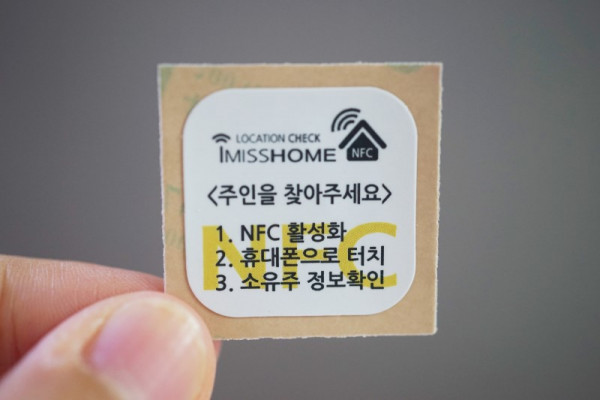 LOCATION CHECK
IMISSHOME
NFC
<주인을 찾아주세요>
NFC
1. NFC 활성화
2. 휴대폰으로 터치
3. 소유주 정보확인